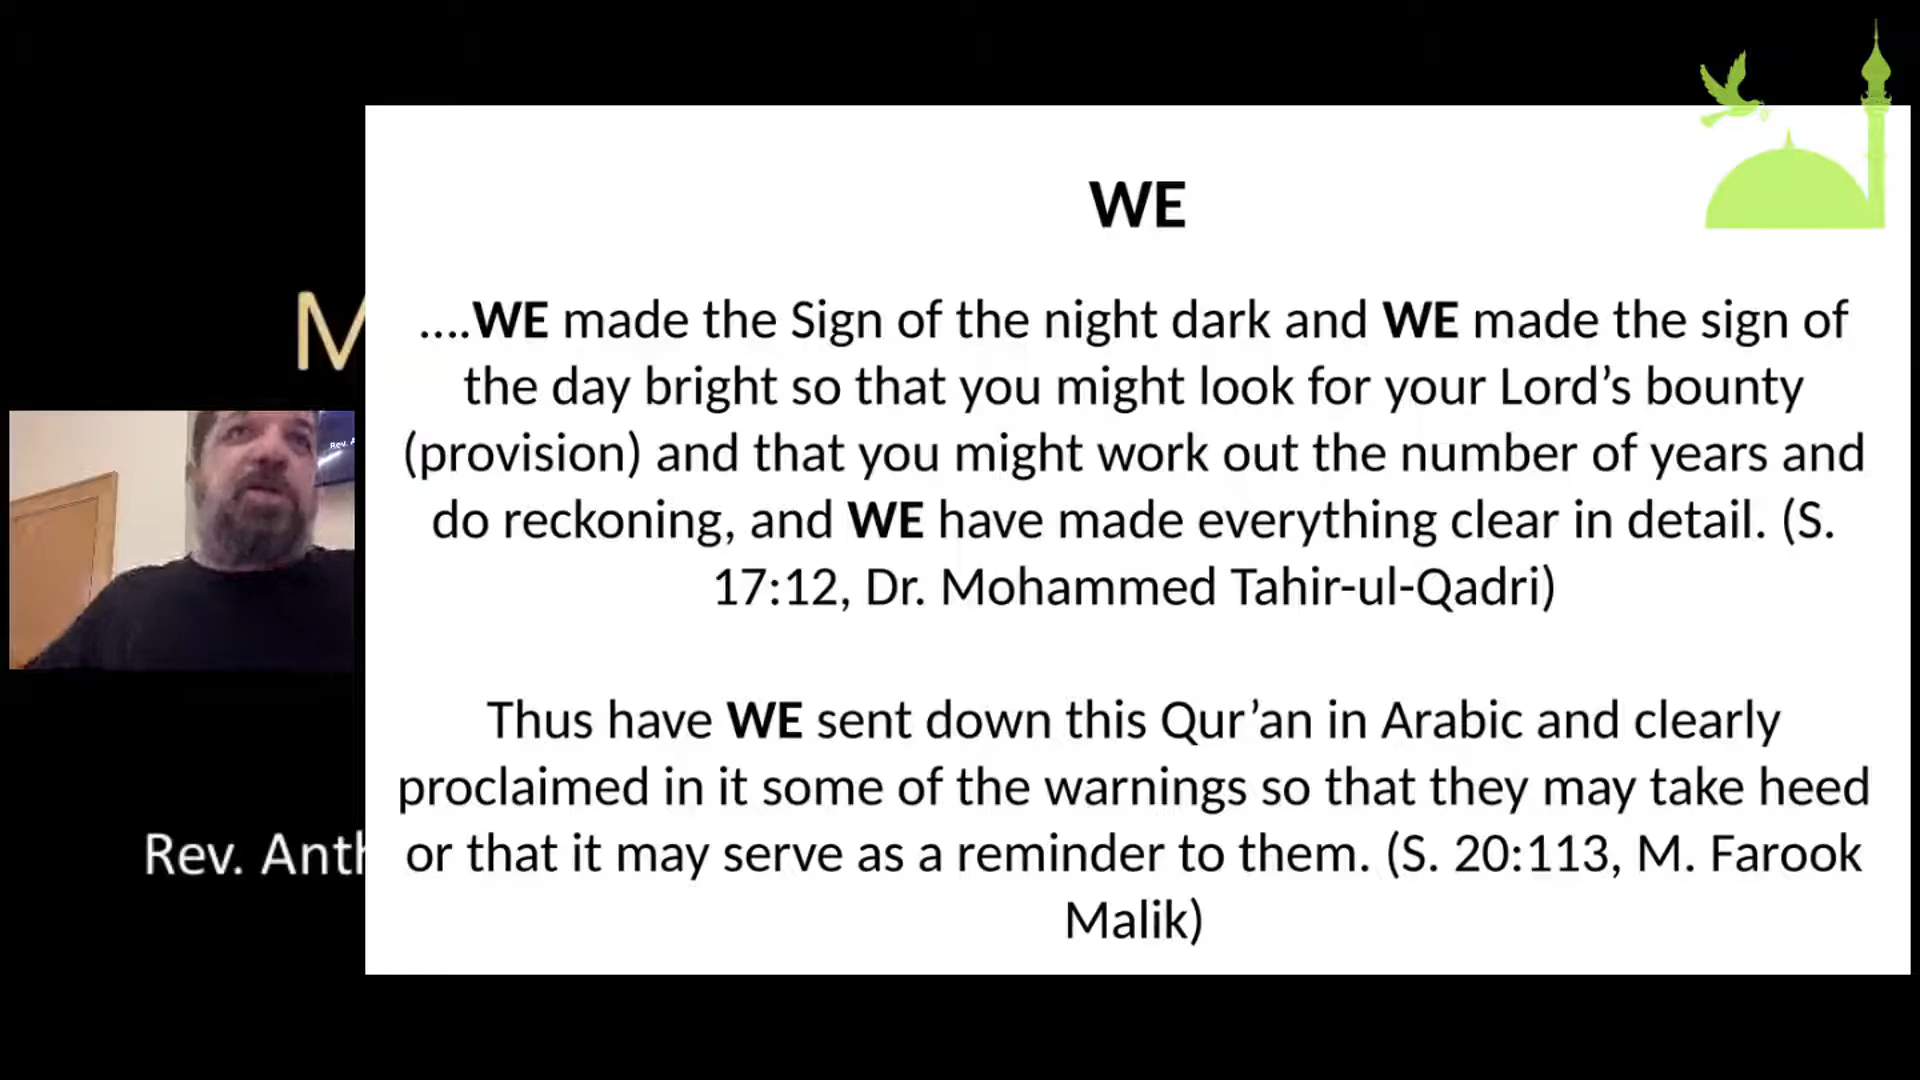 WE
....WE made the Sign of the night dark and WE made the sign of
the day bright so that you might look for your Lord’s bounty
(provision) and that you might work out the number of years and
do reckoning, and WE have made everything clear in detail. (S.
17:12, Dr. Mohammed Tahir-ul-Qadri)
Thus have WE sent down this Qur’an in Arabic and clearly
proclaimed in it some of the warnings so that they may take heed
or that it may serve as a reminder to them. (S. 20:113, M. Farook
Malik)
M
Rev. A
Rev. Anth